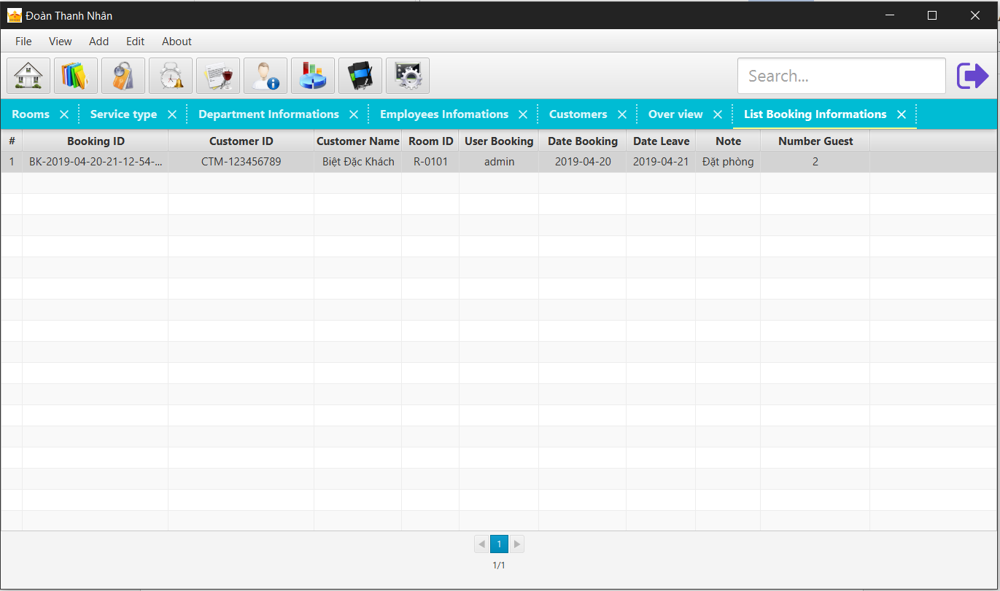 Đoàn Thanh Nhân
File View Add Edit About
Search...
Rooms Service type Department Informations Employees Infomations Customers Over view List Booking Informations
# Booking ID Customer ID Customer Name Room ID User Booking Date Booking Date Leave Note Number Guest
1 BK-2019-04-20-21-12-54-... CTM-123456789 Biệt Đặc Khách R-0101 admin 2019-04-20 2019-04-21 Đặt phòng 2
1
1/1